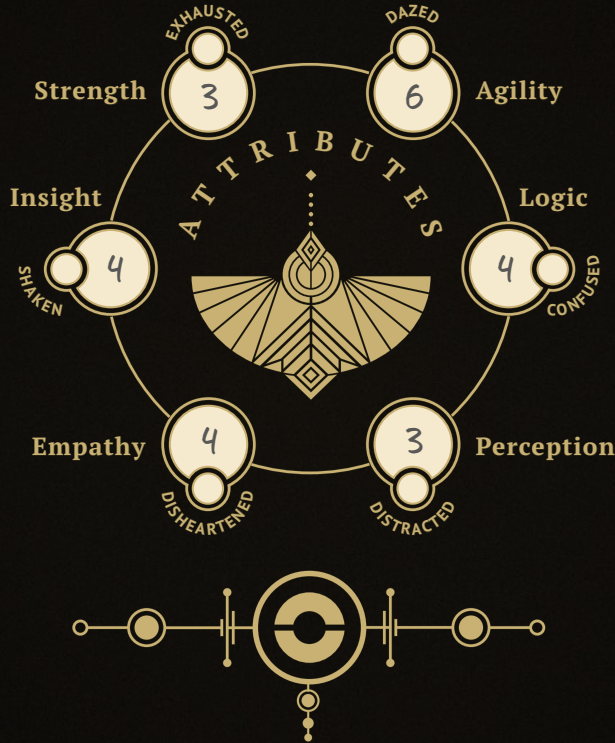 EXHAUSTED
DAZED
Strength
3
6
Agility
ATTRIBUTES
Insight
Logic
4
4
SHAKEN
CONFUSED
Empathy
4
3
Perception
DISHEARTENED
DISTRACTED